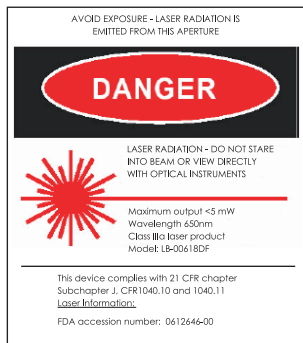 AVOID EXPOSURE - LASER RADIATION IS
EMITTED FROM THIS APERTURE
DANGER
LASER RADIATION - DO NOT STARE
INTO BEAM OR VIEW DIRECTLY
WITH OPTICAL INSTRUMENTS
Maximum output <5 mW
Wavelength 650nm
Class IIIa laser product
Model: LB-00618DF
This device complies with 21 CFR chapter
Subchapter J, CFR1040.10 and 1040.11
Laser Information:
FDA accession number: 0612646-00